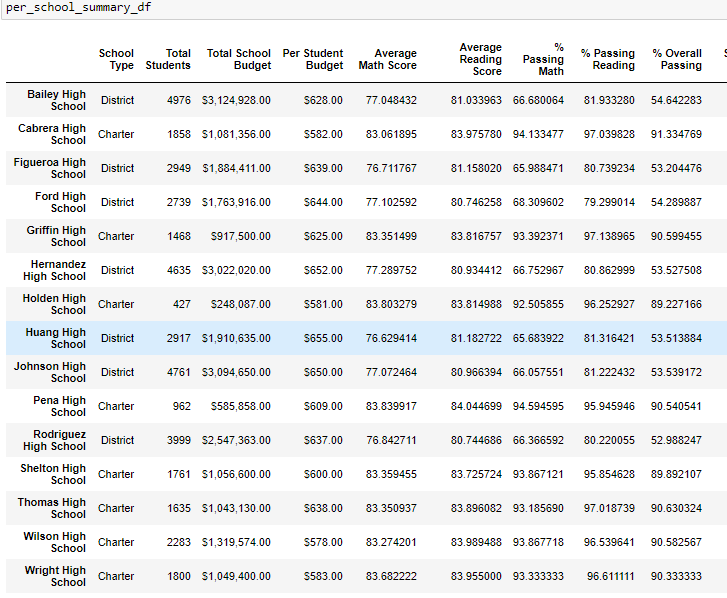 per_school_summary_df
School Type Total Students Total School Budget Per Student Budget Average Math Score Average Reading Score % Passing Math % Passing Reading % Overall Passing
Bailey High School District 4976 $3,124,928.00 $628.00 77.048432 81.033963 66.680064 81.933280 54.642283
Cabrera High School Charter 1858 $1,081,356.00 $582.00 83.061895 83.975780 94.133477 97.039828 91.334769
Figueroa High School District 2949 $1,884,411.00 $639.00 76.711767 81.158020 65.988471 80.739234 53.204476
Ford High School District 2739 $1,763,916.00 $644.00 77.102592 80.746258 68.309602 79.299014 54.289887
Griffin High School Charter 1468 $917,500.00 $625.00 83.351499 83.816757 93.392371 97.138965 90.599455
Hernandez High School District 4635 $3,022,020.00 $652.00 77.289752 80.934412 66.752967 80.862999 53.527508
Holden High School Charter 427 $248,087.00 $581.00 83.803279 83.814988 92.505855 96.252927 89.227166
Huang High School District 2917 $1,910,635.00 $655.00 76.629414 81.182722 65.683922 81.316421 53.513884
Johnson High School District 4761 $3,094,650.00 $650.00 77.072464 80.966394 66.057551 81.222432 53.539172
Pena High School Charter 962 $585,858.00 $609.00 83.839917 84.044699 94.594595 95.945946 90.540541
Rodriguez High School District 3999 $2,547,363.00 $637.00 76.842711 80.744686 66.366592 80.220055 52.988247
Shelton High School Charter 1761 $1,056,600.00 $600.00 83.359455 83.725724 93.867121 95.854628 89.892107
Thomas High School Charter 1635 $1,043,130.00 $638.00 83.350937 83.896082 93.185690 97.018739 90.630324
Wilson High School Charter 2283 $1,319,574.00 $578.00 83.274201 83.989488 93.867718 96.539641 90.582567
Wright High School Charter 1800 $1,049,400.00 $583.00 83.682222 83.955000 93.333333 96.611111 90.333333